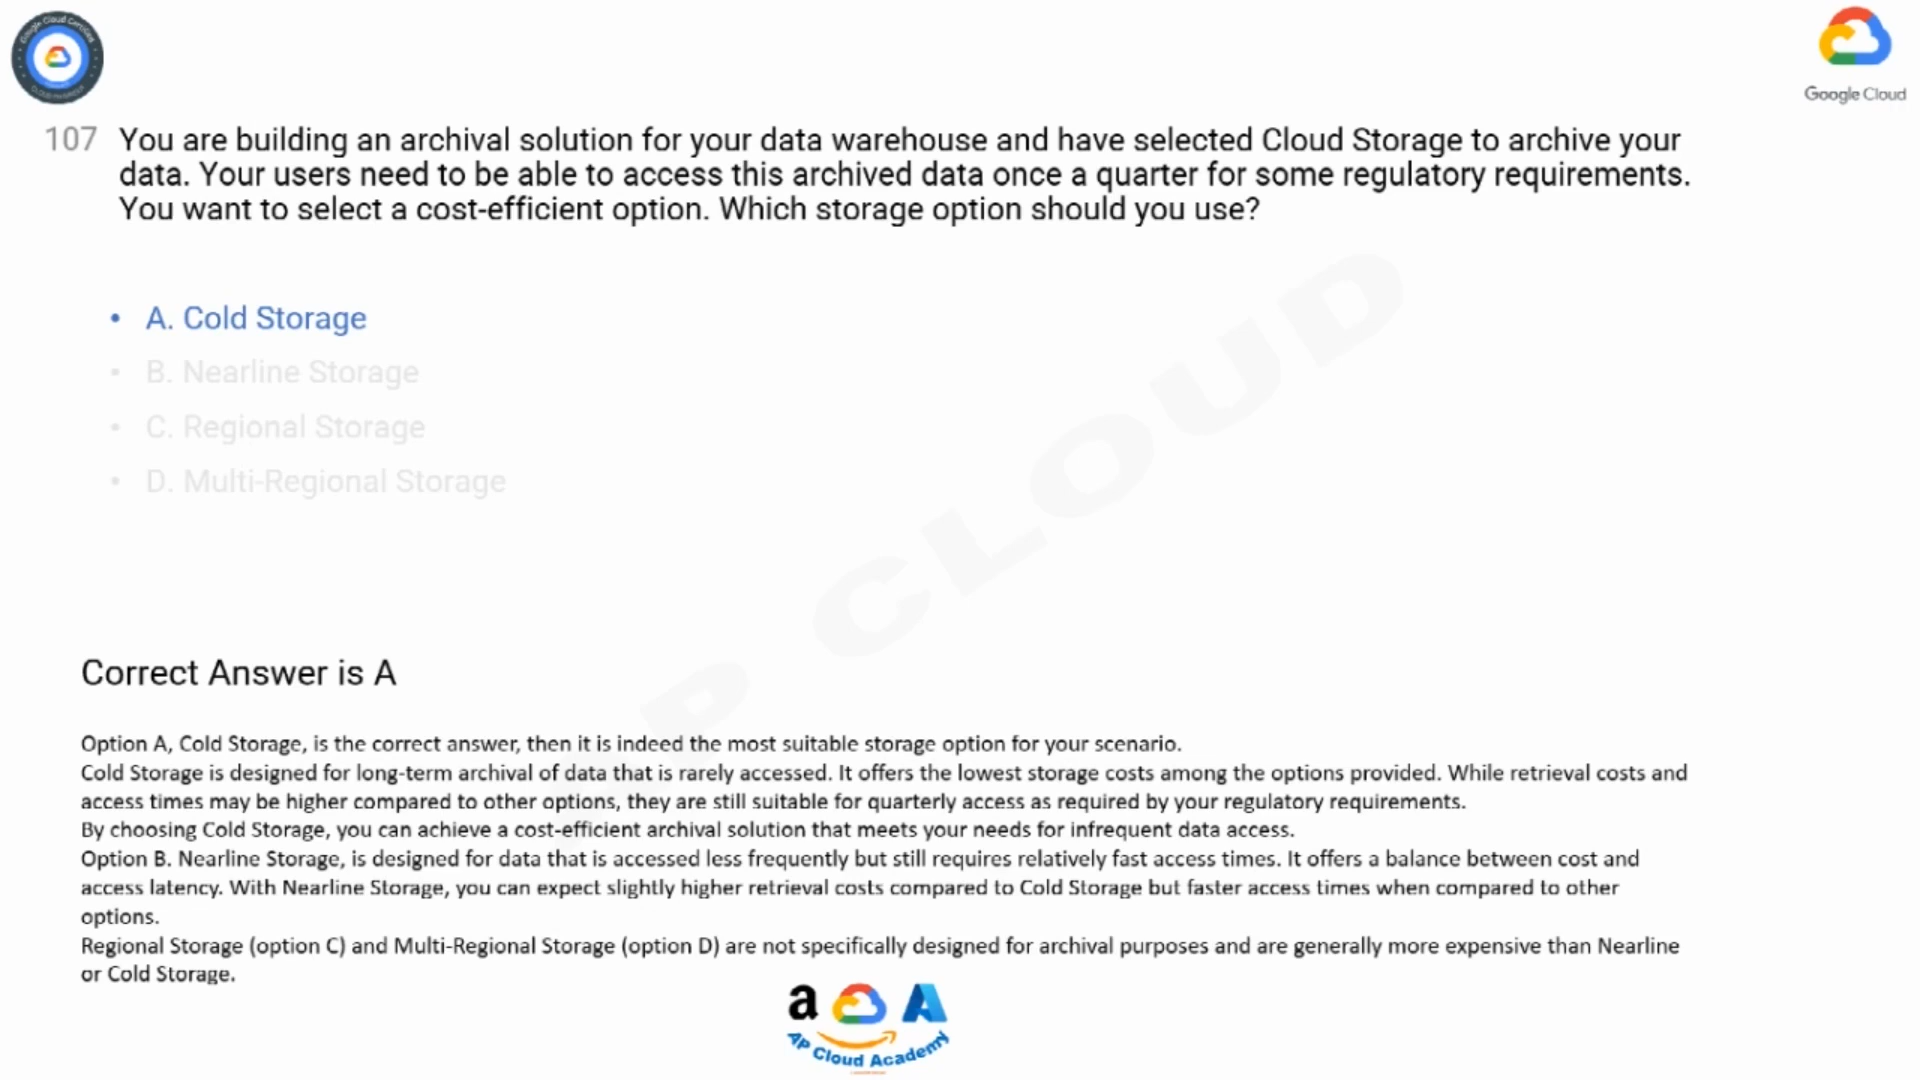 Google Cloud Certified
Google Cloud
107 You are building an archival solution for your data warehouse and have selected Cloud Storage to archive your
data. Your users need to be able to access this archived data once a quarter for some regulatory requirements.
You want to select a cost-efficient option. Which storage option should you use?
• A. Cold Storage
• B. Nearline Storage
• C. Regional Storage
• D. Multi-Regional Storage
AP CLOUD
Correct Answer is A
Option A, Cold Storage, is the correct answer, then it is indeed the most suitable storage option for your scenario.
Cold Storage is designed for long-term archival of data that is rarely accessed. It offers the lowest storage costs among the options provided. While retrieval costs and
access times may be higher compared to other options, they are still suitable for quarterly access as required by your regulatory requirements.
By choosing Cold Storage, you can achieve a cost-efficient archival solution that meets your needs for infrequent data access.
Option B. Nearline Storage, is designed for data that is accessed less frequently but still requires relatively fast access times. It offers a balance between cost and
access latency. With Nearline Storage, you can expect slightly higher retrieval costs compared to Cold Storage but faster access times when compared to other
options.
Regional Storage (option C) and Multi-Regional Storage (option D) are not specifically designed for archival purposes and are generally more expensive than Nearline
or Cold Storage.
a
AP Cloud Academy